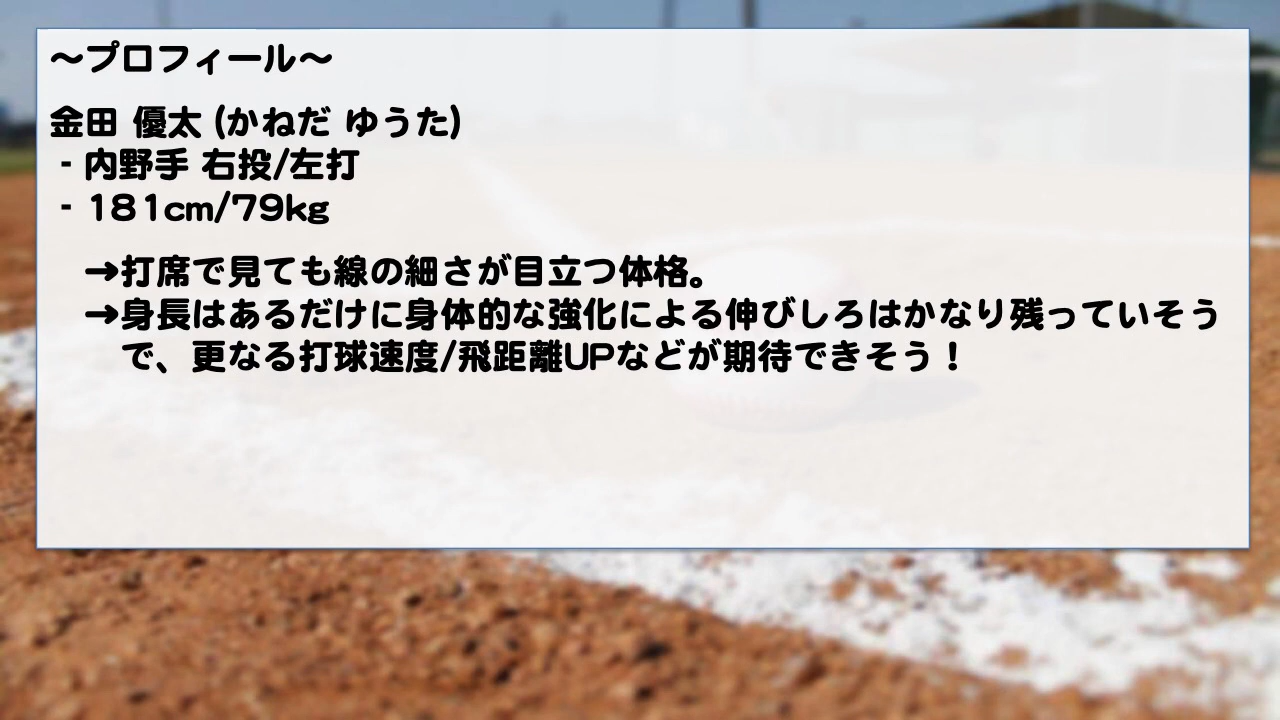 ～プロフィール～
金田 優太 (かねだ ゆうた)
- 内野手 右投/左打
- 181cm/79kg
→打席で見ても線の細さが目立つ体格。
→身長はあるだけに身体的な強化による伸びしろはかなり残っていそう
で、更なる打球速度/飛距離UPなどが期待できそう！